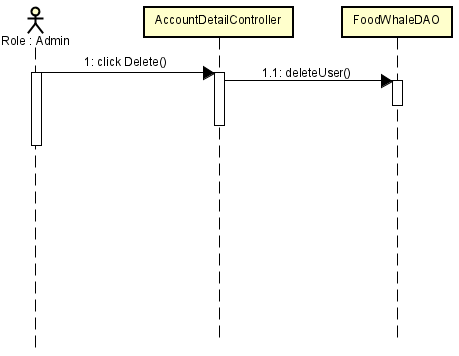 AccountDetailController
FoodWhaleDAO
Role : Admin
1: click Delete()
1.1: deleteUser()